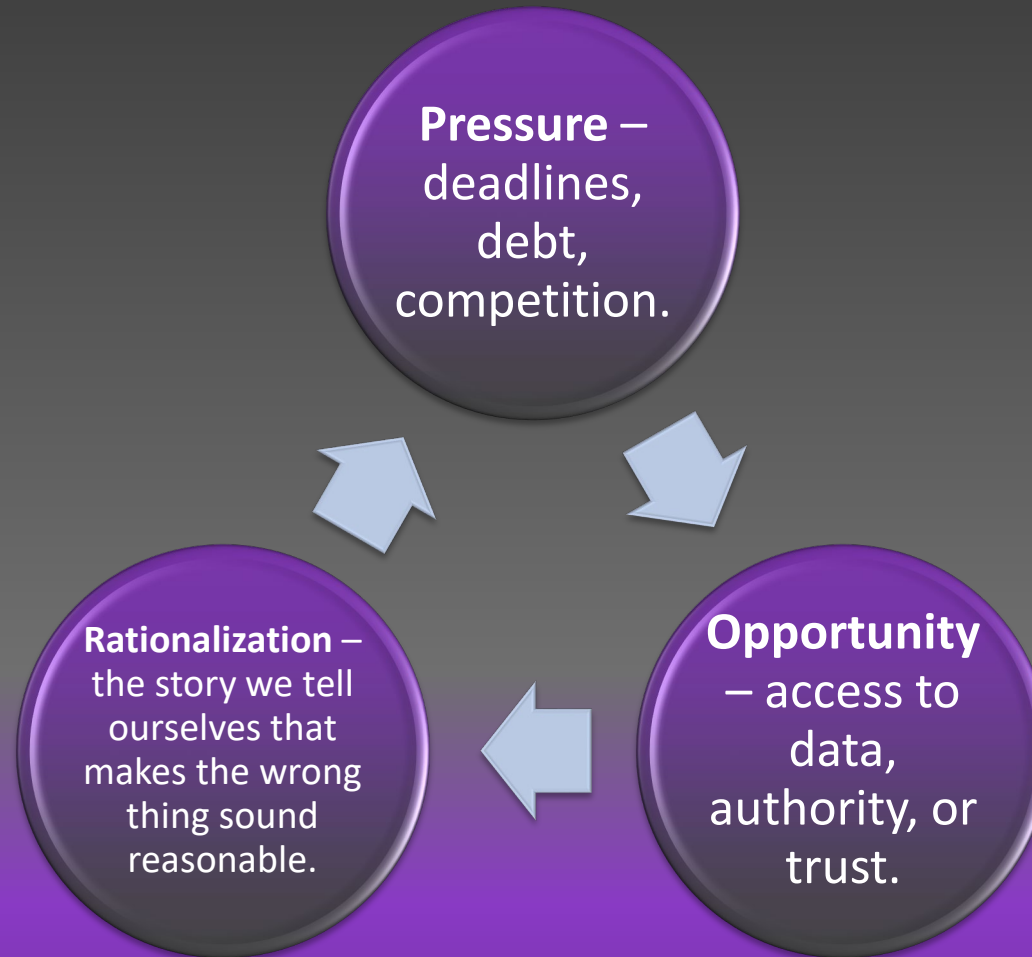 Pressure –
deadlines,
debt,
competition.
Opportunity
– access to
data,
authority, or
trust.
Rationalization –
the story we tell
ourselves that
makes the wrong
thing sound
reasonable.